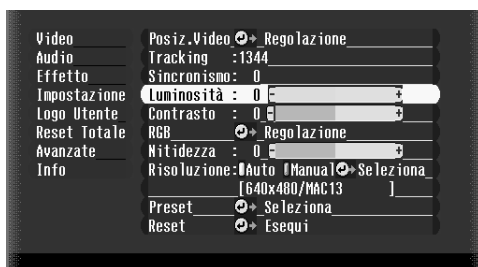 Video Posiz.Video Regolazione
Audio Tracking :1344
Effetto Sincronismo: 0
Impostazione Luminosità : 0 - +
Logo Utente Contrasto : 0 - +
Reset Totale RGB Regolazione
Avanzate Nitidezza : 0 - +
Info Risoluzione: Auto Manual Seleziona
[640x480/MAC13 ]
Preset Seleziona
Reset Esequi